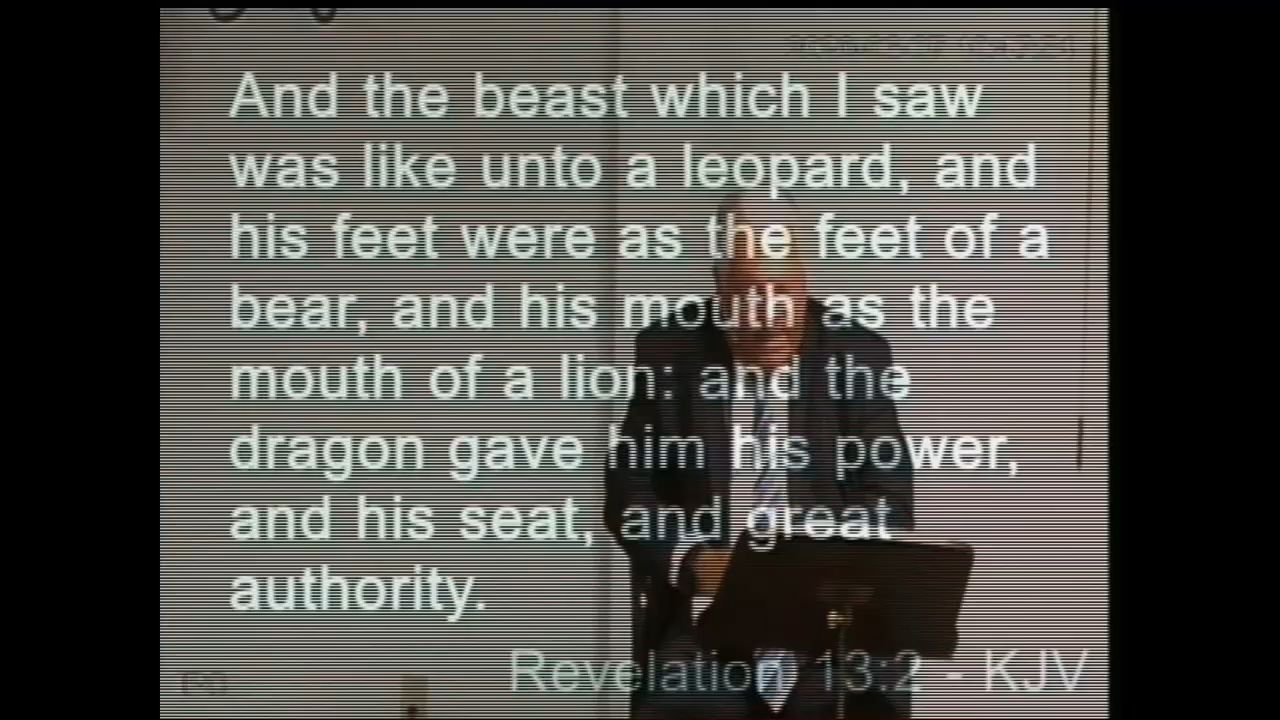 And the beast which I saw
was like unto a leopard, and
his feet were as the feet of a
bear, and his mouth as the
mouth of a lion: and the
dragon gave him his power,
and his seat, and great
authority.
Revelation 13:2 - KJV